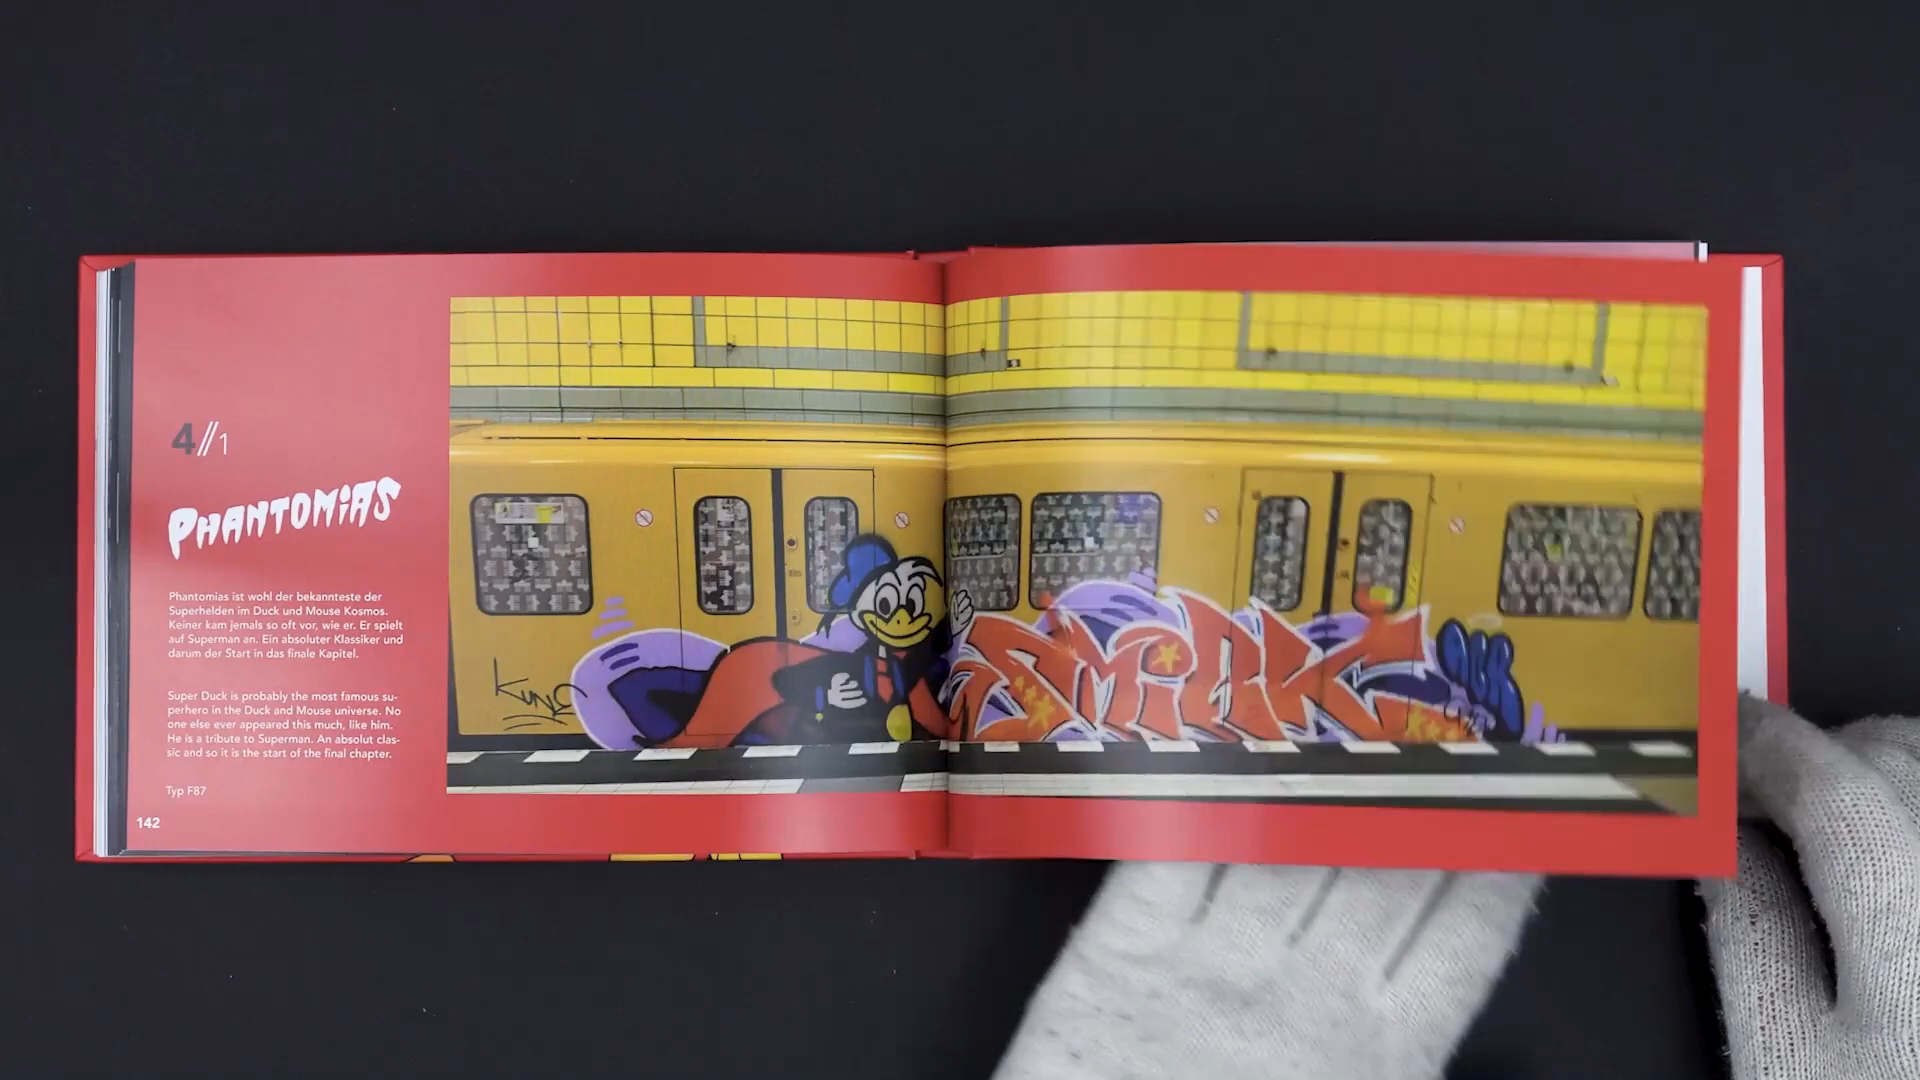 4//1
PHANTOMiAS
Phantomias ist wohl der bekannteste der
Superhelden im Duck und Mouse Kosmos.
Keiner kam jemals so oft vor, wie er. Er spielt
auf Superman an. Ein absoluter Klassiker und
darum der Start in das finale Kapitel.
Super Duck is probably the most famous su-
perhero in the Duck and Mouse universe. No
one else ever appeared this much, like him.
He is a tribute to Superman. An absolut clas-
sic and so it is the start of the final chapter.
Typ F87
142
KUNC